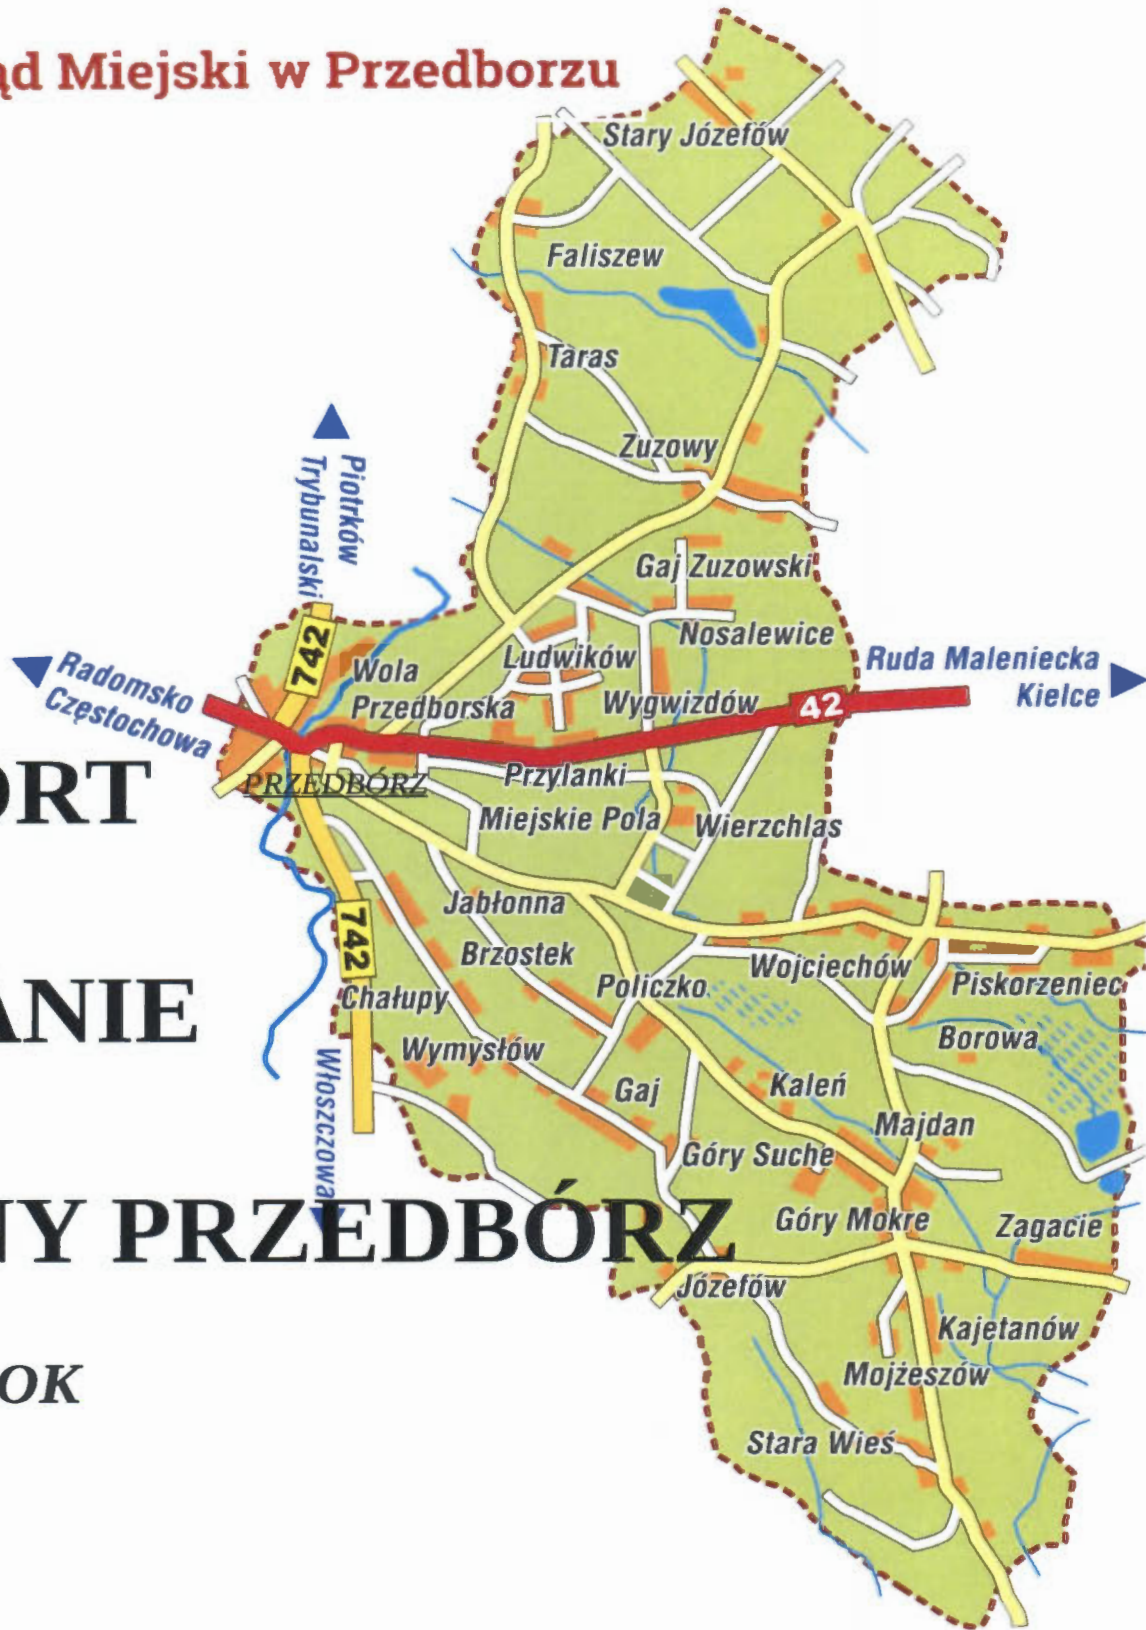 ąd Miejski w Przedborzu
Stary Józefów
Faliszew
Taras
Zuzowy
Piotrków
Trybunalski
Gaj Zuzowski
Nosalewice
742
Wola
Przedborska
Ludwików
Wygwizdów
Ruda Maleniecka
Kielce
42
Radomsko
Częstochowa
PRZEDBÓRZ
Przylanki
Miejskie Pola
Wierzchlas
ORT
Jabłonna
742
Brzostek
Wojciechów
Policzko
Piskorzeniec
Chałupy
ANIE
Borowa
Wymysłów
Gaj
Kaleń
Majdan
Włoszczowa
Góry Suche
NY PRZEDBÓRZ
Góry Mokre
Zagacie
Józefów
Kajetanów
Mojżeszów
OK
Stara Wieś